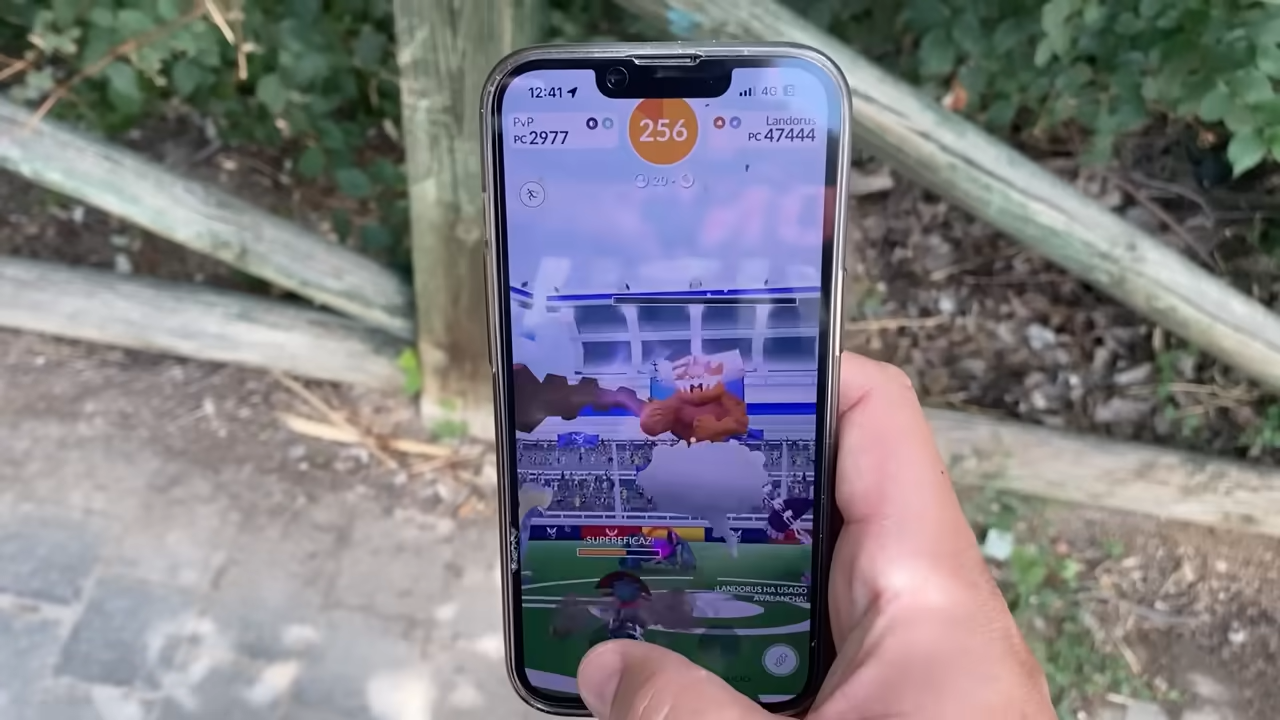 12:41
4G
PvP
PC 2977
256
Landorus
PC 47444
20
¡SUPEREFICAZ!
¡LANDORUS HA USADO
AVALANCHA!